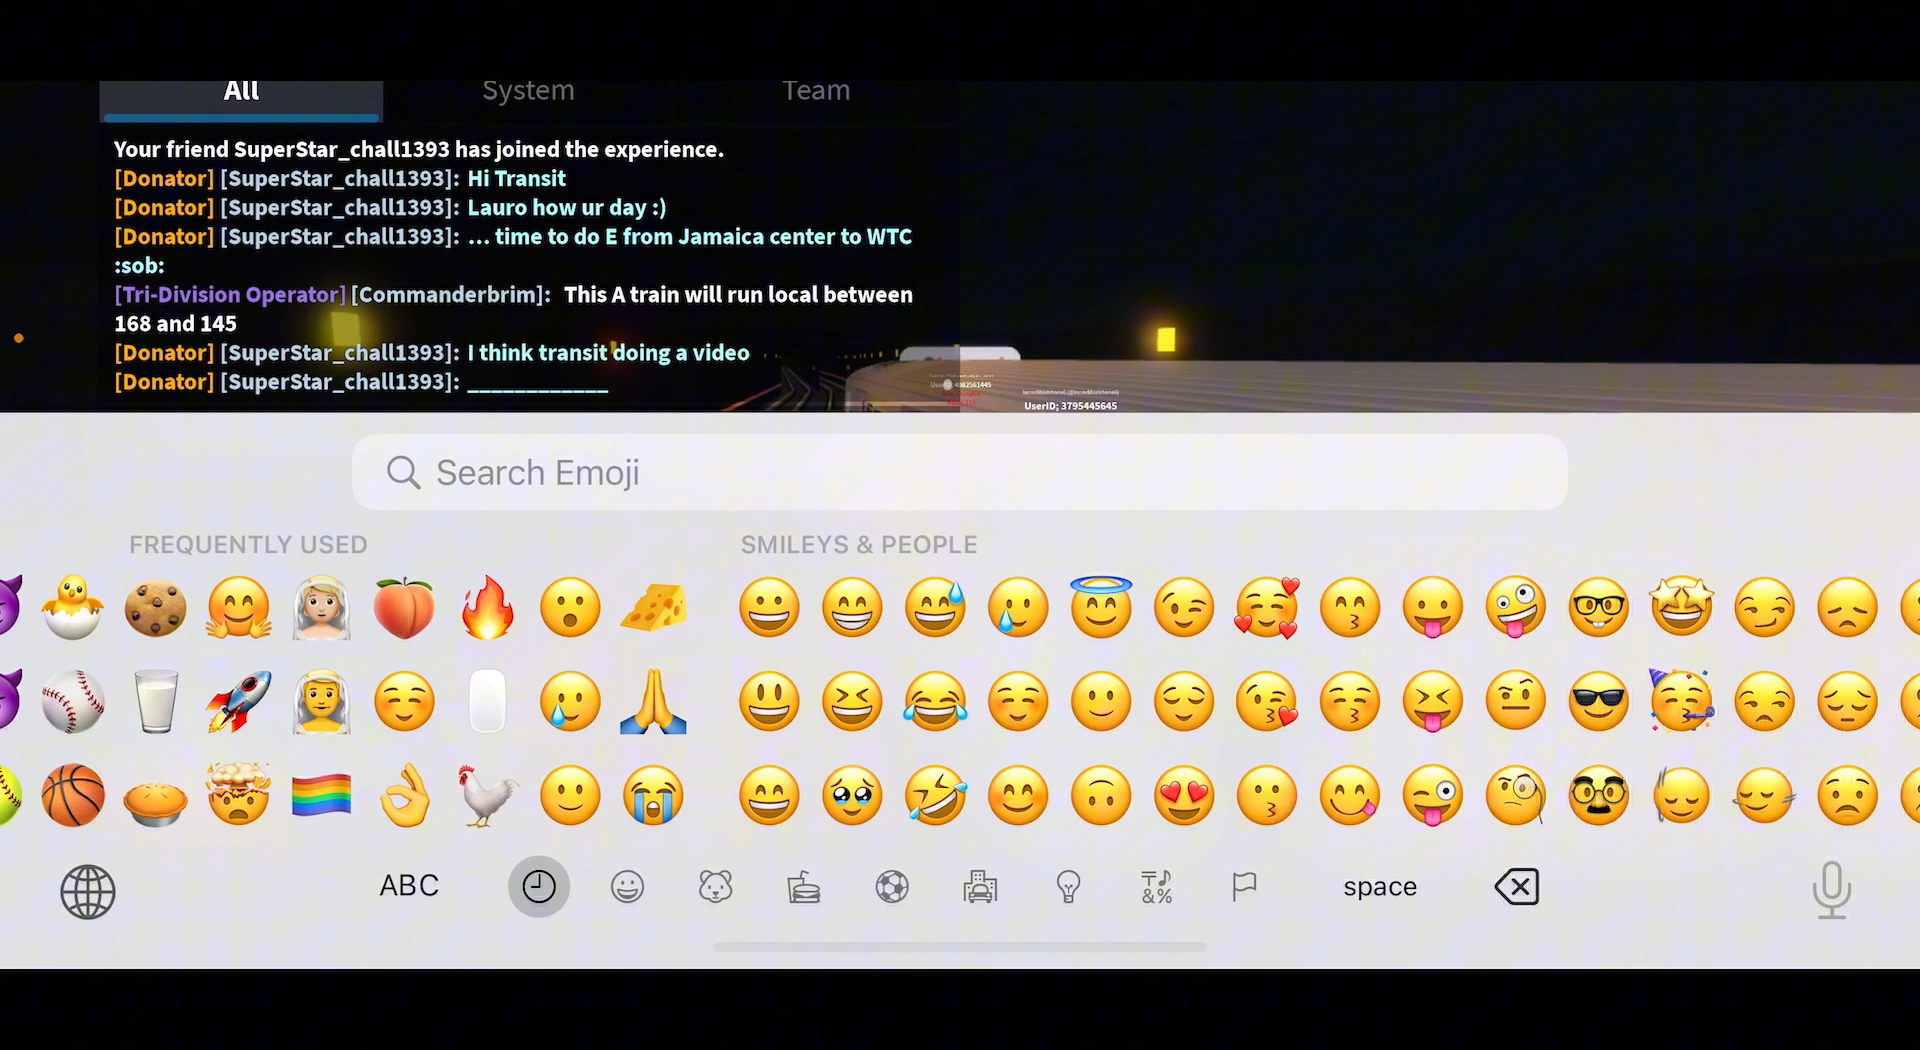 All System Team
Your friend SuperStar_chall1393 has joined the experience.
[Donator] [SuperStar_chall1393]: Hi Transit
[Donator] [SuperStar_chall1393]: Lauro how ur day :)
[Donator] [SuperStar_chall1393]: ... time to do E from Jamaica center to WTC
:sob:
[Tri-Division Operator] [Commanderbrim]: This A train will run local between
168 and 145
[Donator] [SuperStar_chall1393]: I think transit doing a video
[Donator] [SuperStar_chall1393]: ____________
UserID; 3795445645
Search Emoji
FREQUENTLY USED SMILEYS & PEOPLE
ABC space